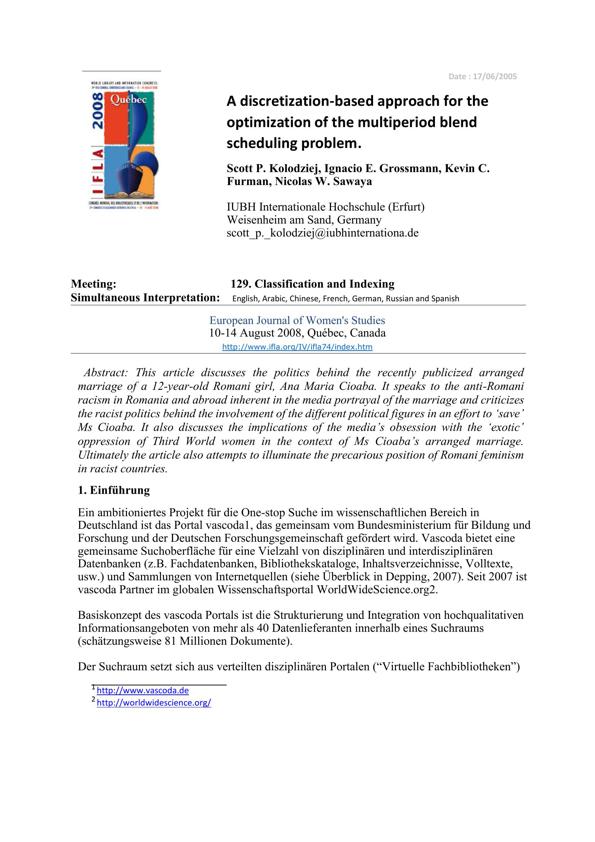 Date : 17/06/2005
WORLD LIBRARY AND INFORMATION CONGRESS:
2008
Québec
IFLA
A discretization-based approach for the
optimization of the multiperiod blend
scheduling problem.
Scott P. Kolodziej, Ignacio E. Grossmann, Kevin C.
Furman, Nicolas W. Sawaya
IUBH Internationale Hochschule (Erfurt)
Weisenheim am Sand, Germany
scott_p._kolodziej@iubhinternationa.de
Meeting: 129. Classification and Indexing
Simultaneous Interpretation: English, Arabic, Chinese, French, German, Russian and Spanish
European Journal of Women's Studies
10-14 August 2008, Québec, Canada
http://www.ifla.org/IV/ifla74/index.htm
Abstract: This article discusses the politics behind the recently publicized arranged
marriage of a 12-year-old Romani girl, Ana Maria Cioaba. It speaks to the anti-Romani
racism in Romania and abroad inherent in the media portrayal of the marriage and criticizes
the racist politics behind the involvement of the different political figures in an effort to ‘save’
Ms Cioaba. It also discusses the implications of the media’s obsession with the ‘exotic’
oppression of Third World women in the context of Ms Cioaba’s arranged marriage.
Ultimately the article also attempts to illuminate the precarious position of Romani feminism
in racist countries.
1. Einführung
Ein ambitioniertes Projekt für die One-stop Suche im wissenschaftlichen Bereich in
Deutschland ist das Portal vascoda1, das gemeinsam vom Bundesministerium für Bildung und
Forschung und der Deutschen Forschungsgemeinschaft gefördert wird. Vascoda bietet eine
gemeinsame Suchoberfläche für eine Vielzahl von disziplinären und interdisziplinären
Datenbanken (z.B. Fachdatenbanken, Bibliothekskataloge, Inhaltsverzeichnisse, Volltexte,
usw.) und Sammlungen von Internetquellen (siehe Überblick in Depping, 2007). Seit 2007 ist
vascoda Partner im globalen Wissenschaftsportal WorldWideScience.org2.
Basiskonzept des vascoda Portals ist die Strukturierung und Integration von hochqualitativen
Informationsangeboten von mehr als 40 Datenlieferanten innerhalb eines Suchraums
(schätzungsweise 81 Millionen Dokumente).
Der Suchraum setzt sich aus verteilten disziplinären Portalen (“Virtuelle Fachbibliotheken”)
1 http://www.vascoda.de
2 http://worldwidescience.org/